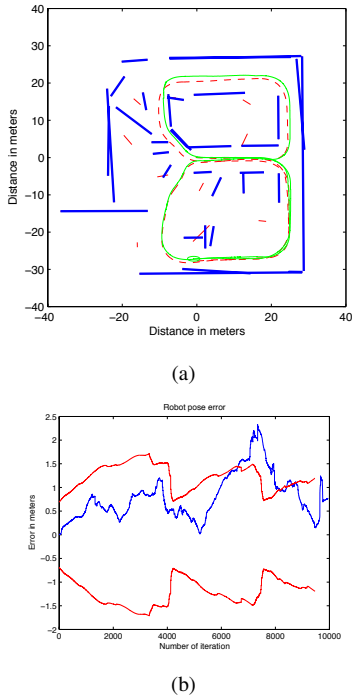 40
30
20
10
0
−10
−20
−30
−40
Distance in meters
−40 −20 0 20 40
Distance in meters
(a)
Robot pose error
2.5
2
1.5
1
0.5
0
−0.5
−1
−1.5
−2
Error in meters
0 2000 4000 6000 8000 10000
Number of iteration
(b)